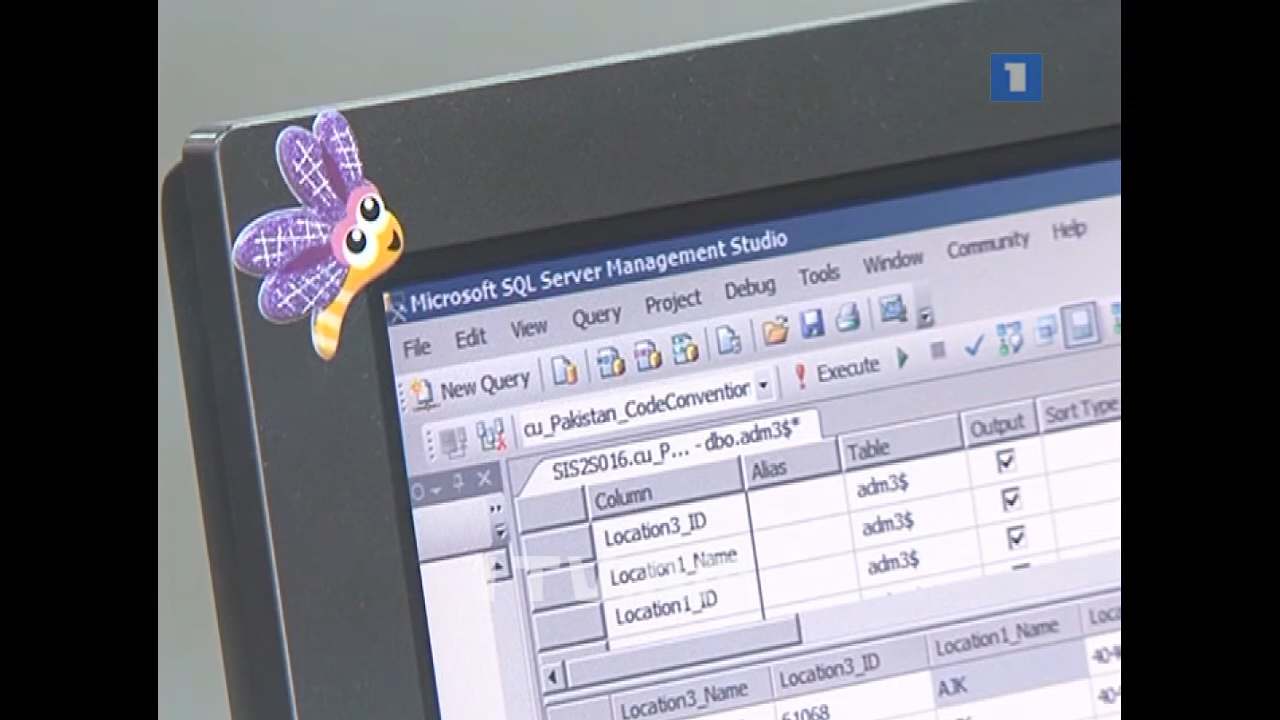 1
Microsoft SQL Server Management Studio
File Edit View Query Project Debug Tools Window Community Help
New Query
cu_Pakistan_CodeConvention Execute
SIS2S016.cu_P... - dbo.adm3$*
Column Alias Table Output Sort Type
Location3_ID adm3$
Location1_Name adm3$
Location1_ID adm3$
Location3_Name Location3_ID Location1_Name
61068 AJK